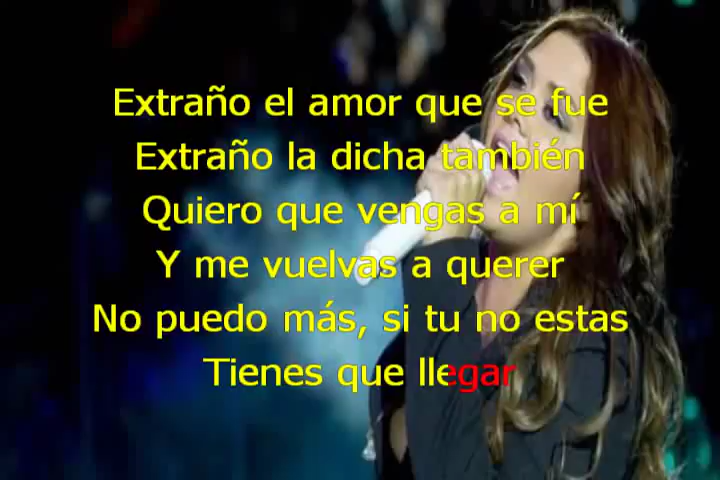 Extraño el amor que se fue
Extraño la dicha también
Quiero que vengas a mí
Y me vuelvas a querer
No puedo más, si tu no estas
Tienes que llegar